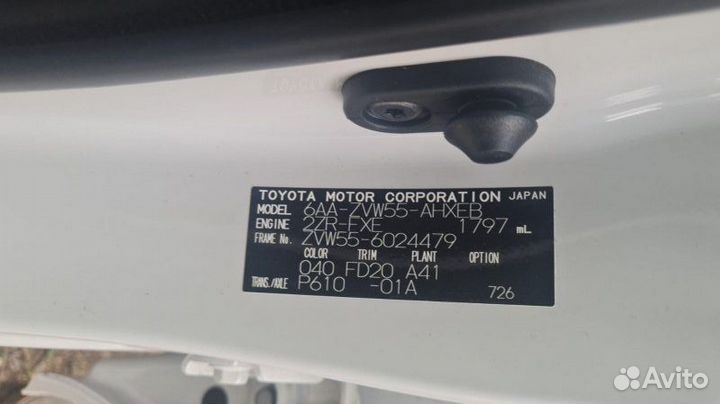 TOYOTA MOTOR CORPORATION JAPAN
MODEL 6AA-ZVW55-AHXEB
ENGINE 2ZR-FXE 1797 mL
FRAME No. ZVW55-6024479
COLOR TRIM PLANT OPTION
040 FD20 A41
TRANS./AXLE P610 -01A 726
Avito